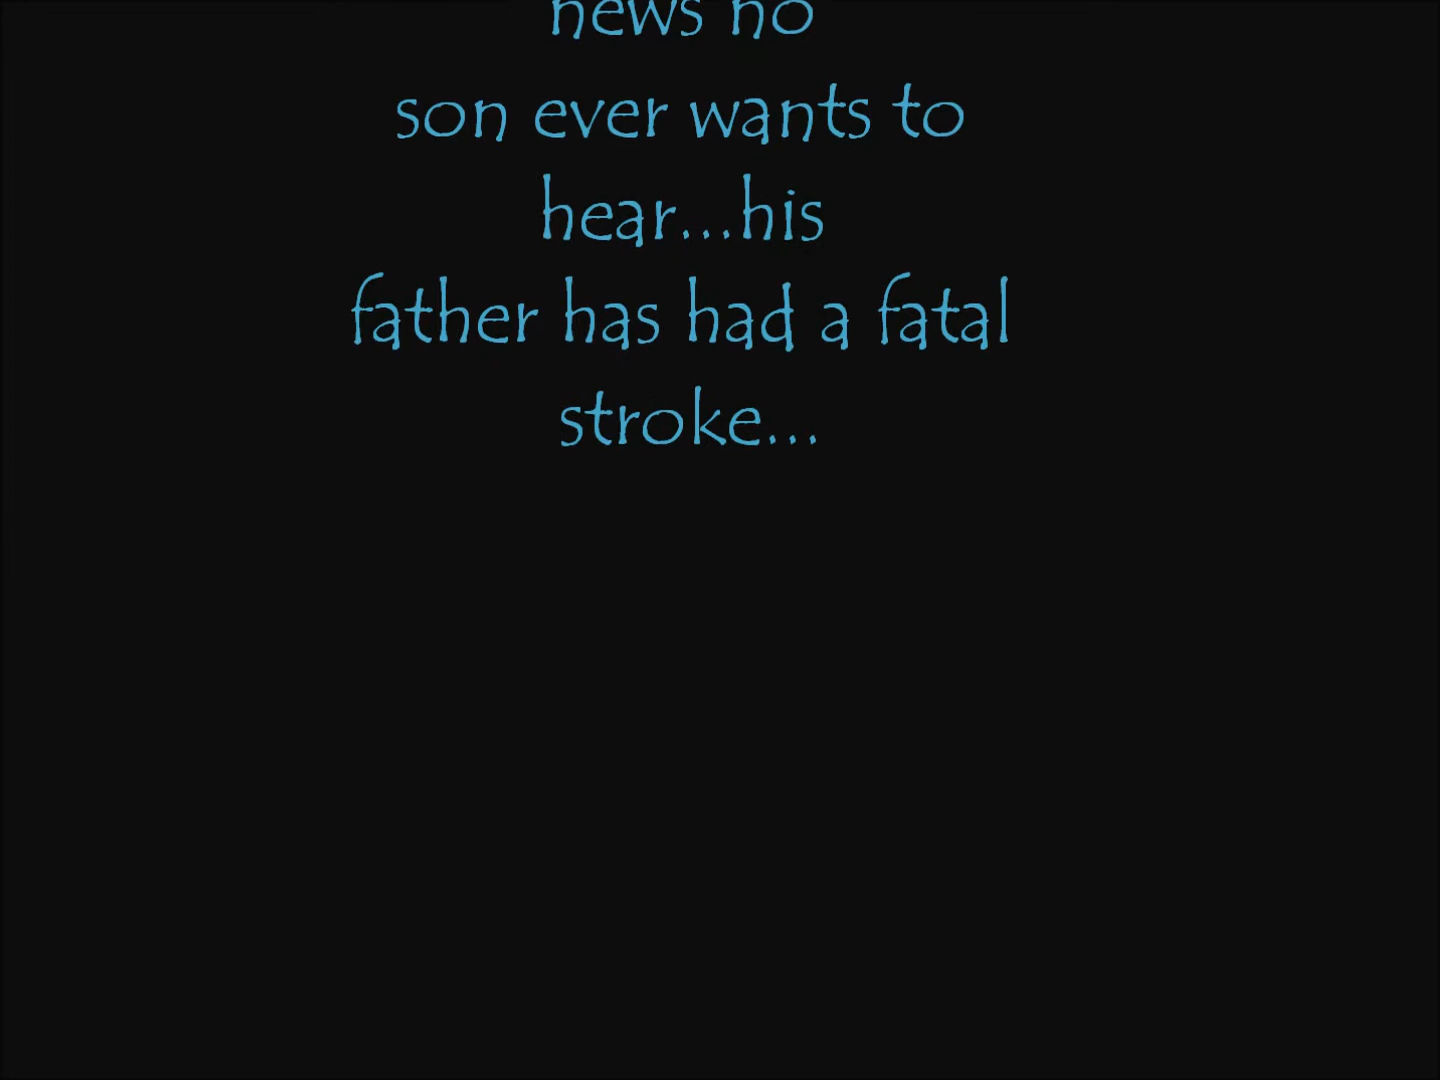 news no
son ever wants to
hear...his
father has had a fatal
stroke...